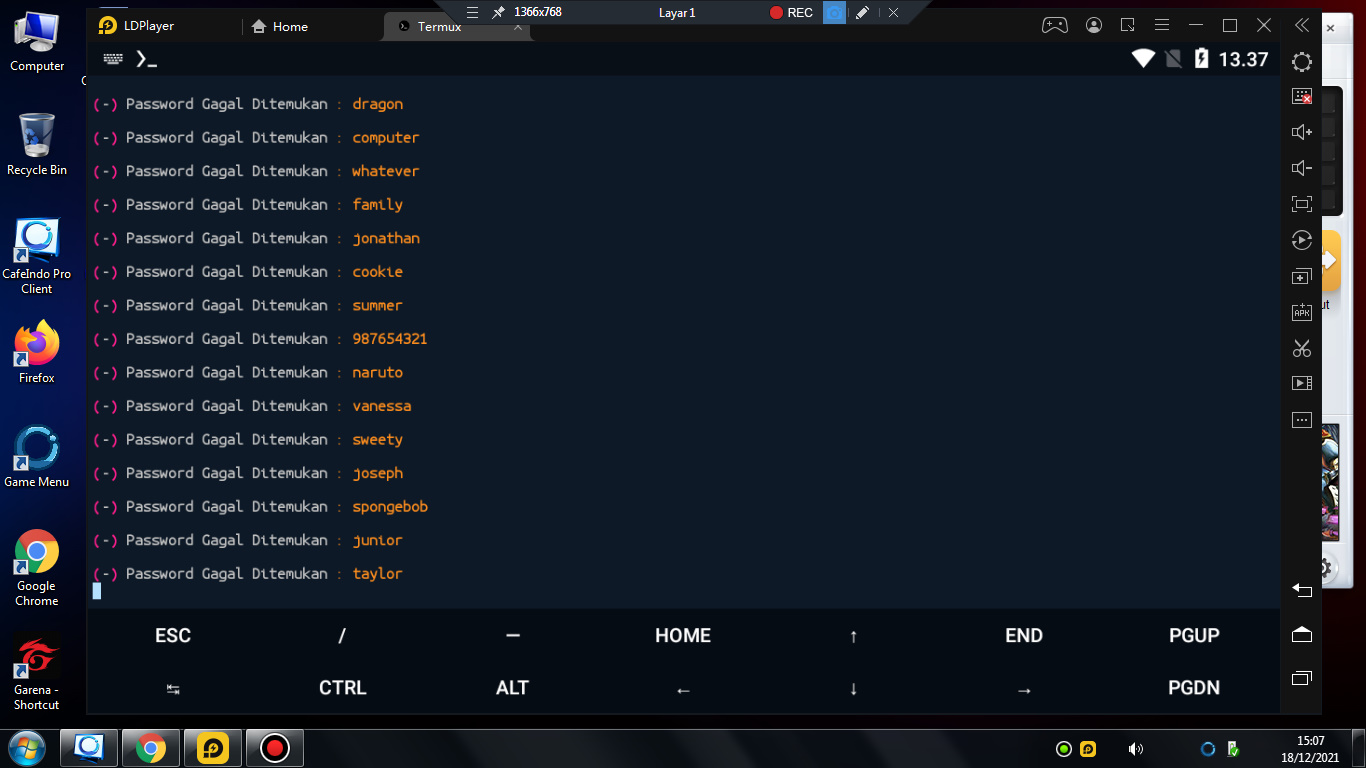 1366x768
Layar 1
REC
LDPlayer
Home
Termux
13.37
Computer
Recycle Bin
CafeIndo Pro
Client
Firefox
Game Menu
Google
Chrome
Garena -
Shortcut
(-) Password Gagal Ditemukan : dragon
(-) Password Gagal Ditemukan : computer
(-) Password Gagal Ditemukan : whatever
(-) Password Gagal Ditemukan : family
(-) Password Gagal Ditemukan : jonathan
(-) Password Gagal Ditemukan : cookie
(-) Password Gagal Ditemukan : summer
(-) Password Gagal Ditemukan : 987654321
(-) Password Gagal Ditemukan : naruto
(-) Password Gagal Ditemukan : vanessa
(-) Password Gagal Ditemukan : sweety
(-) Password Gagal Ditemukan : joseph
(-) Password Gagal Ditemukan : spongebob
(-) Password Gagal Ditemukan : junior
(-) Password Gagal Ditemukan : taylor
ESC / — HOME ↑ END PGUP
↹ CTRL ALT ← ↓ → PGDN
APK
15:07
18/12/2021